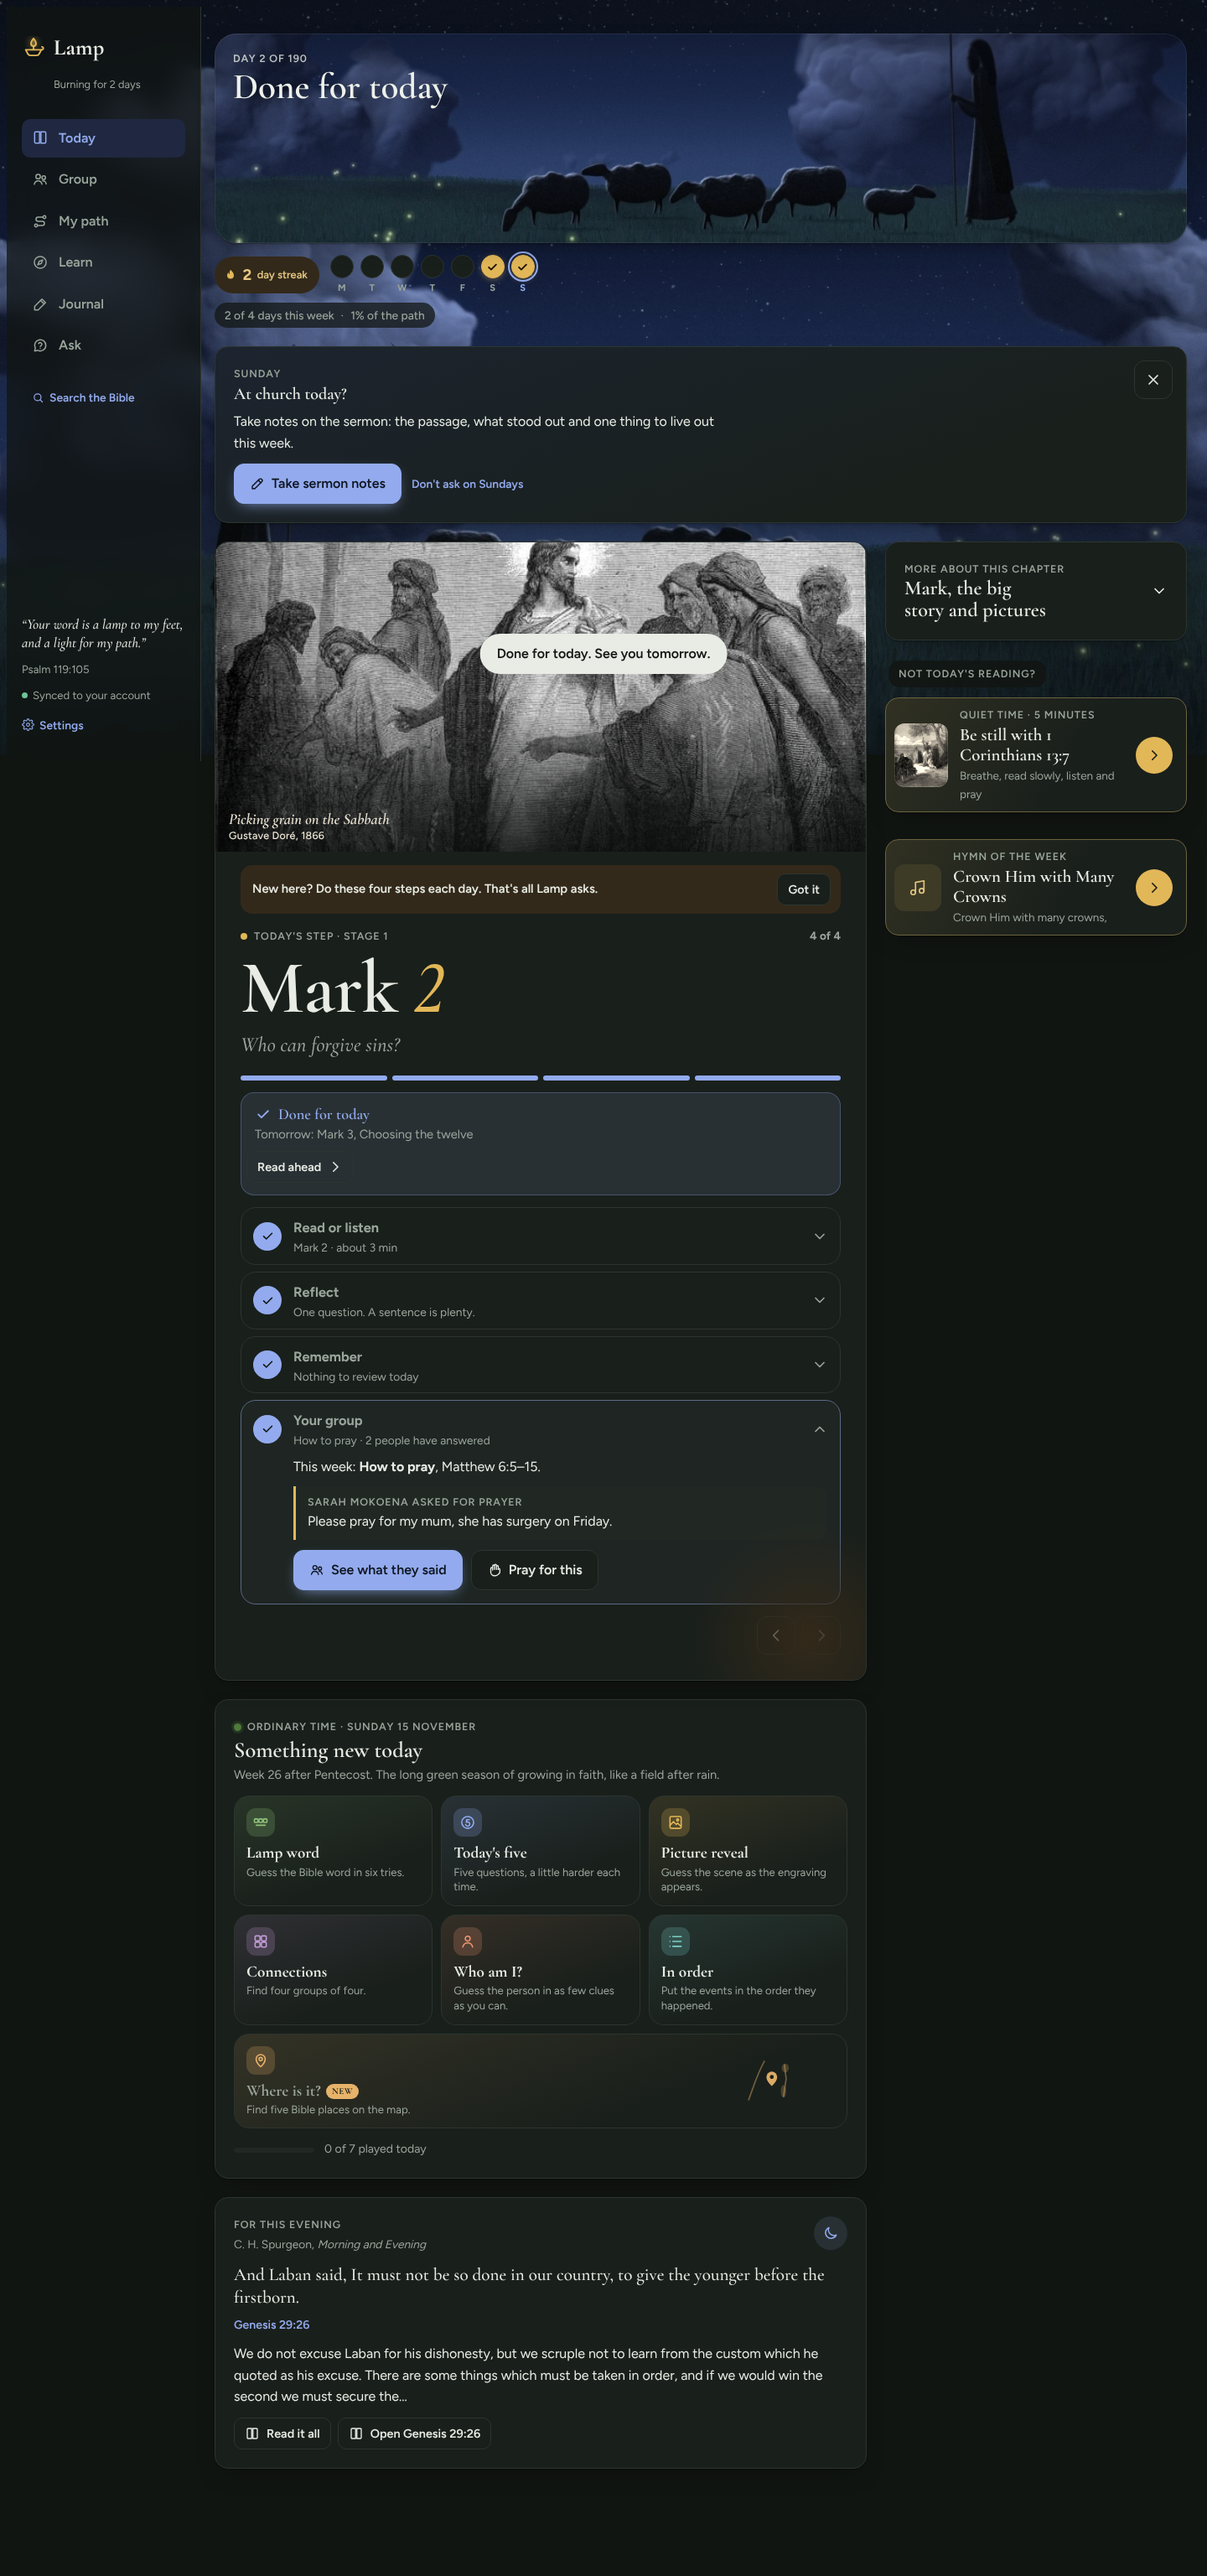 Lamp
Burning for 2 days
Today
Group
My path
Learn
Journal
Ask
Search the Bible
“Your word is a lamp to my feet,
and a light for my path.”
Psalm 119:105
Synced to your account
Settings
DAY 2 OF 190
Done for today
2 day streak
M T W T F S S
2 of 4 days this week · 1% of the path
SUNDAY
At church today?
Take notes on the sermon: the passage, what stood out and one thing to live out
this week.
Take sermon notes
Don't ask on Sundays
Done for today. See you tomorrow.
Picking grain on the Sabbath
Gustave Doré, 1866
New here? Do these four steps each day. That's all Lamp asks.
Got it
TODAY'S STEP · STAGE 1
4 of 4
Mark 2
Who can forgive sins?
Done for today
Tomorrow: Mark 3, Choosing the twelve
Read ahead
Read or listen
Mark 2 · about 3 min
Reflect
One question. A sentence is plenty.
Remember
Nothing to review today
Your group
How to pray · 2 people have answered
This week: How to pray, Matthew 6:5–15.
SARAH MOKOENA ASKED FOR PRAYER
Please pray for my mum, she has surgery on Friday.
See what they said
Pray for this
MORE ABOUT THIS CHAPTER
Mark, the big
story and pictures
NOT TODAY'S READING?
QUIET TIME · 5 MINUTES
Be still with 1
Corinthians 13:7
Breathe, read slowly, listen and
pray
HYMN OF THE WEEK
Crown Him with Many
Crowns
Crown Him with many crowns,
ORDINARY TIME · SUNDAY 15 NOVEMBER
Something new today
Week 26 after Pentecost. The long green season of growing in faith, like a field after rain.
Lamp word
Guess the Bible word in six tries.
5
Today's five
Five questions, a little harder each
time.
Picture reveal
Guess the scene as the engraving
appears.
Connections
Find four groups of four.
Who am I?
Guess the person in as few clues
as you can.
In order
Put the events in the order they
happened.
Where is it? NEW
Find five Bible places on the map.
0 of 7 played today
FOR THIS EVENING
C. H. Spurgeon, Morning and Evening
And Laban said, It must not be so done in our country, to give the younger before the
firstborn.
Genesis 29:26
We do not excuse Laban for his dishonesty, but we scruple not to learn from the custom which he
quoted as his excuse. There are some things which must be taken in order, and if we would win the
second we must secure the…
Read it all
Open Genesis 29:26